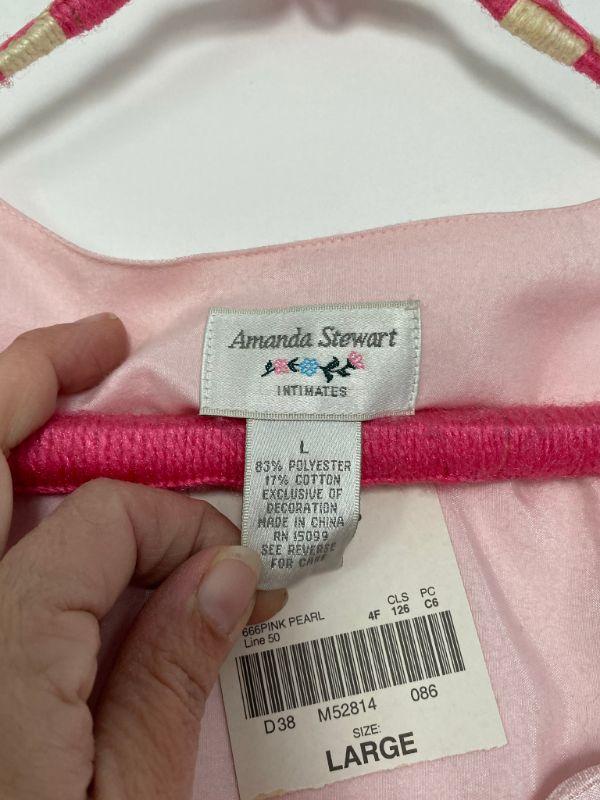 Amanda Stewart
INTIMATES
L
83% POLYESTER
17% COTTON
EXCLUSIVE OF
DECORATION
MADE IN CHINA
RN 15099
SEE REVERSE
FOR CARE
666PINK PEARL
Line 50
CLS PC
4F 126 C6
D38 M52814 086
SIZE:
LARGE